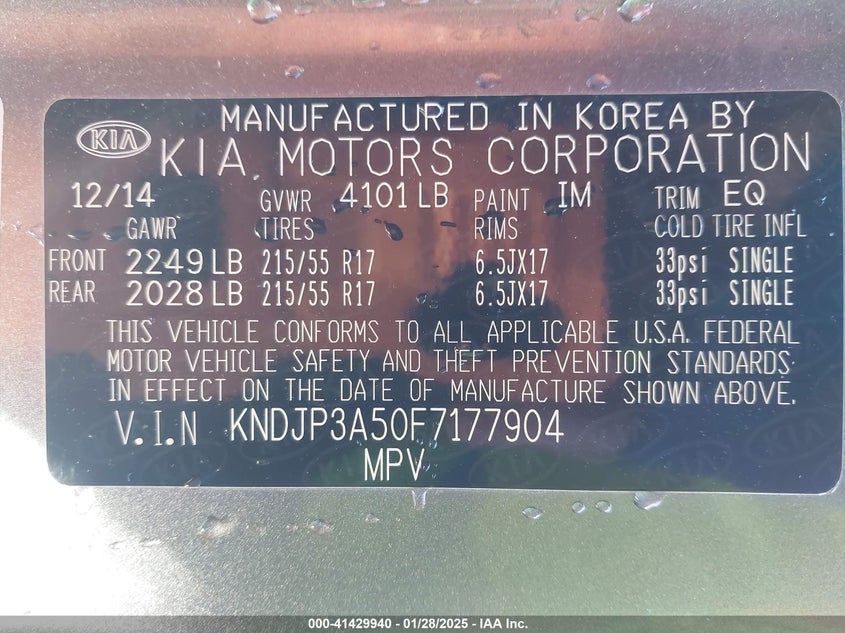 MANUFACTURED IN KOREA BY
KIA KIA MOTORS CORPORATION
12/14 GVWR 4101 LB PAINT IM TRIM EQ
GAWR TIRES RIMS COLD TIRE INFL
FRONT 2249 LB 215/55 R17 6.5JX17 33psi SINGLE
REAR 2028 LB 215/55 R17 6.5JX17 33psi SINGLE
THIS VEHICLE CONFORMS TO ALL APPLICABLE U.S.A. FEDERAL
MOTOR VEHICLE SAFETY AND THEFT PREVENTION STANDARDS
IN EFFECT ON THE DATE OF MANUFACTURE SHOWN ABOVE.
V.I.N KNDJP3A50F7177904
MPV
000-41429940 - 01/28/2025 - IAA Inc.